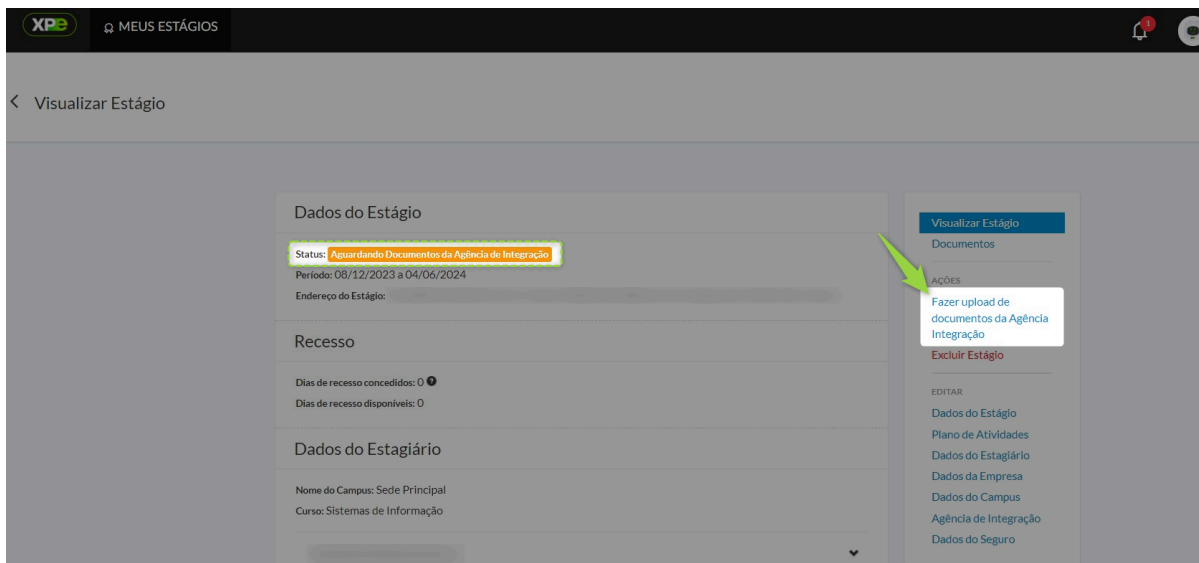 XPe
MEUS ESTÁGIOS
1
Visualizar Estágio
Dados do Estágio
Status: Aguardando Documentos da Agência de Integração
Período: 08/12/2023 a 04/06/2024
Endereço do Estágio:
Recesso
Dias de recesso concedidos: 0
Dias de recesso disponíveis: 0
Dados do Estagiário
Nome do Campus: Sede Principal
Curso: Sistemas de Informação
Visualizar Estágio
Documentos
AÇÕES
Fazer upload de
documentos da Agência
Integração
Excluir Estágio
EDITAR
Dados do Estágio
Plano de Atividades
Dados do Estagiário
Dados da Empresa
Dados do Campus
Agência de Integração
Dados do Seguro